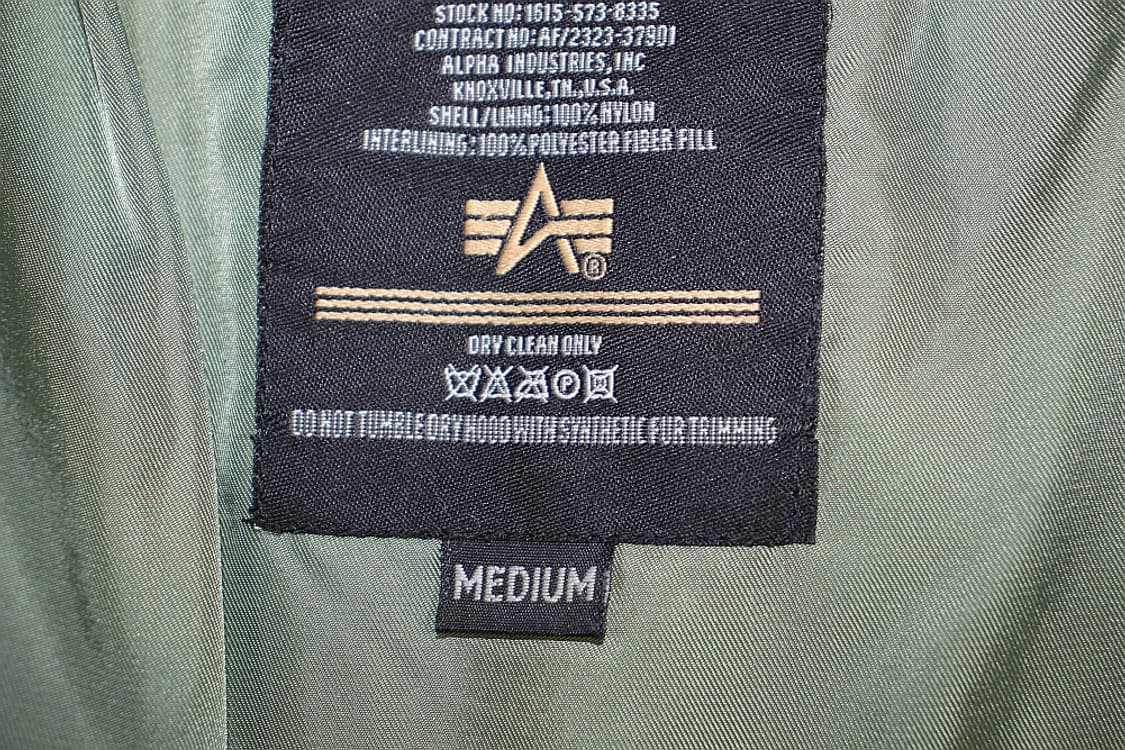 STOCK NO: 1615-573-8335
CONTRACT NO: AF/2323-37901
ALPHA INDUSTRIES, INC
KNOXVILLE, TN., U.S.A.
SHELL/LINING: 100% NYLON
INTERLINING: 100% POLYESTER FIBER FILL
®
DRY CLEAN ONLY
P
DO NOT TUMBLE DRY HOOD WITH SYNTHETIC FUR TRIMMING
MEDIUM